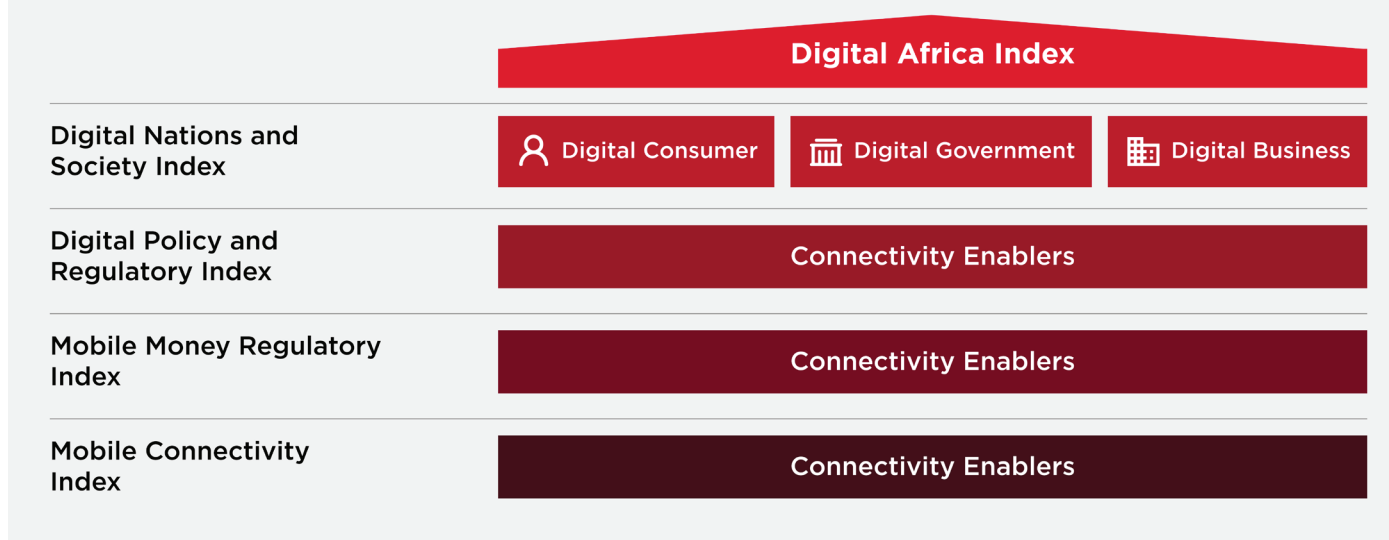 Digital Africa Index
Digital Nations and
Society Index
Digital Consumer
Digital Government
Digital Business
Digital Policy and
Regulatory Index
Connectivity Enablers
Mobile Money Regulatory
Index
Connectivity Enablers
Mobile Connectivity
Index
Connectivity Enablers